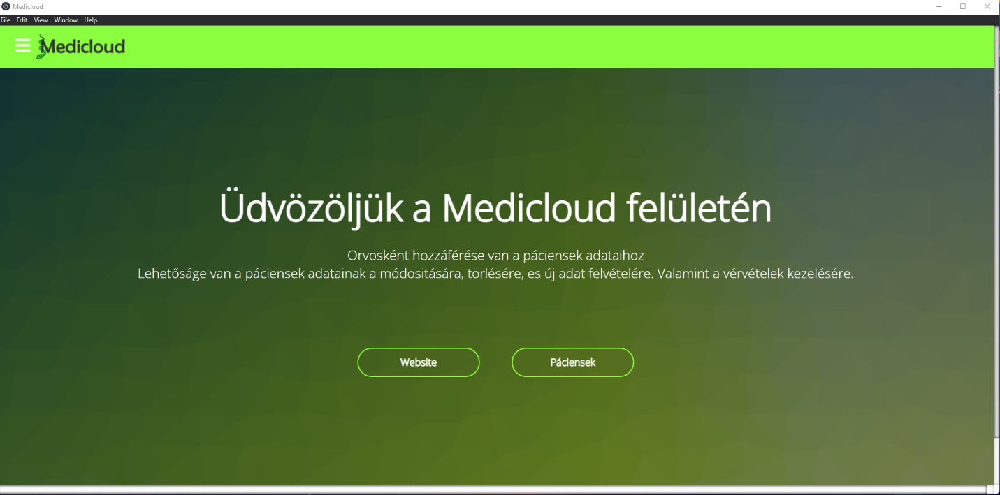 Medicloud
File Edit View Window Help
Medicloud
Üdvözöljük a Medicloud felületén
Orvosként hozzáférése van a páciensek adataihoz
Lehetősége van a páciensek adatainak a módositására, törlésére, es új adat felvételére. Valamint a vérvételek kezelésére.
Website Páciensek